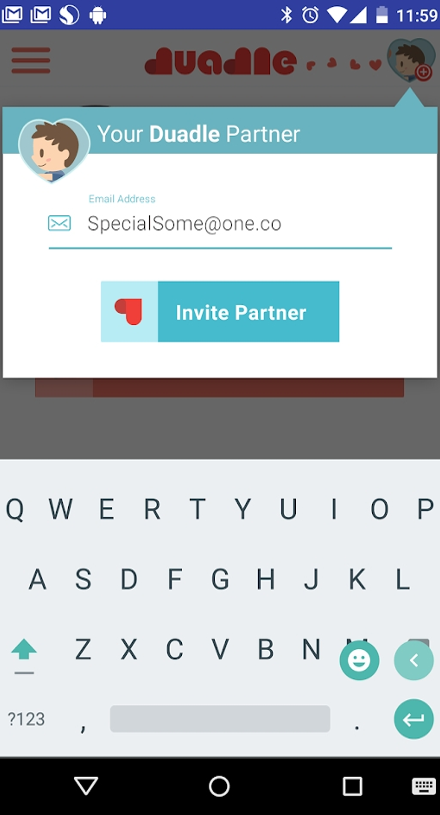 11:59
duadle
Your Duadle Partner
Email Address
SpecialSome@one.co
Invite Partner
Q W E R T Y U I O P
A S D F G H J K L
Z X C V B N M
?123 , .